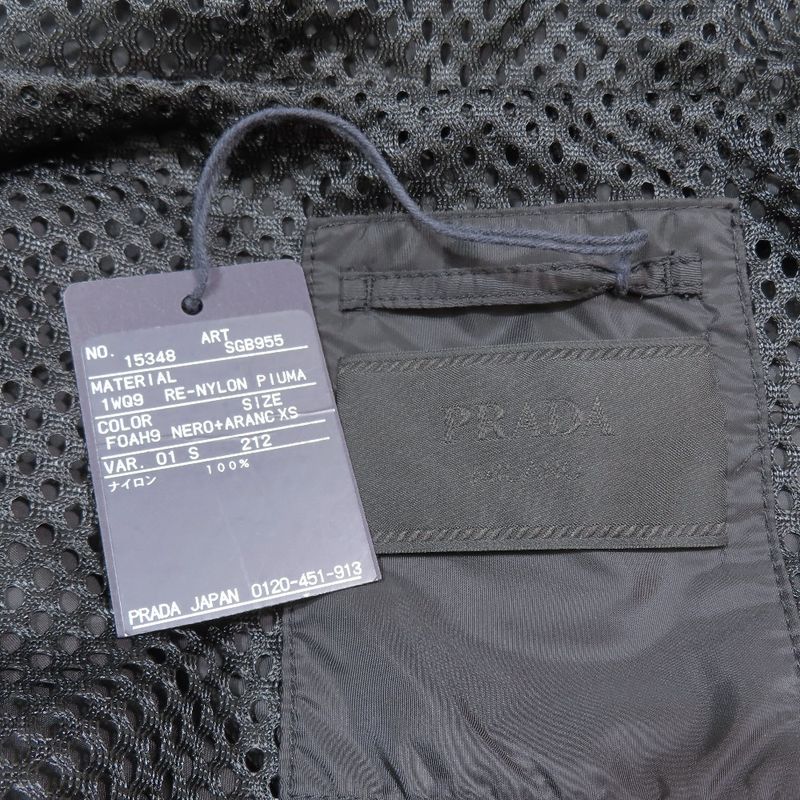 NO. 15348 ART SGB955
MATERIAL
1WQ9 RE-NYLON PIUMA
COLOR SIZE
F0AH9 NERO+ARANC XS
VAR. 01 S 212
ナイロン 100%
PRADA JAPAN 0120-451-913
PRADA
MILANO